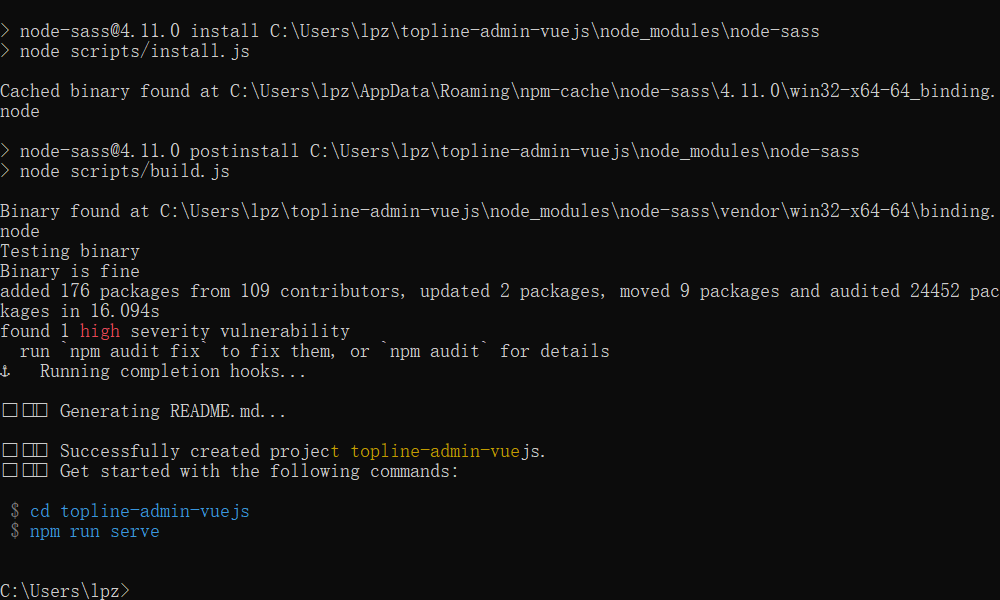 > node-sass@4.11.0 install C:\Users\lpz\topline-admin-vuejs\node_modules\node-sass
> node scripts/install.js
Cached binary found at C:\Users\lpz\AppData\Roaming\npm-cache\node-sass\4.11.0\win32-x64-64_binding.
node
> node-sass@4.11.0 postinstall C:\Users\lpz\topline-admin-vuejs\node_modules\node-sass
> node scripts/build.js
Binary found at C:\Users\lpz\topline-admin-vuejs\node_modules\node-sass\vendor\win32-x64-64\binding.
node
Testing binary
Binary is fine
added 176 packages from 109 contributors, updated 2 packages, moved 9 packages and audited 24452 pac
kages in 16.094s
found 1 high severity vulnerability
  run `npm audit fix` to fix them, or `npm audit` for details
⚓   Running completion hooks...
□□□ Generating README.md...
□□□ Successfully created project topline-admin-vuejs.
□□□ Get started with the following commands:
$ cd topline-admin-vuejs
$ npm run serve
C:\Users\lpz>